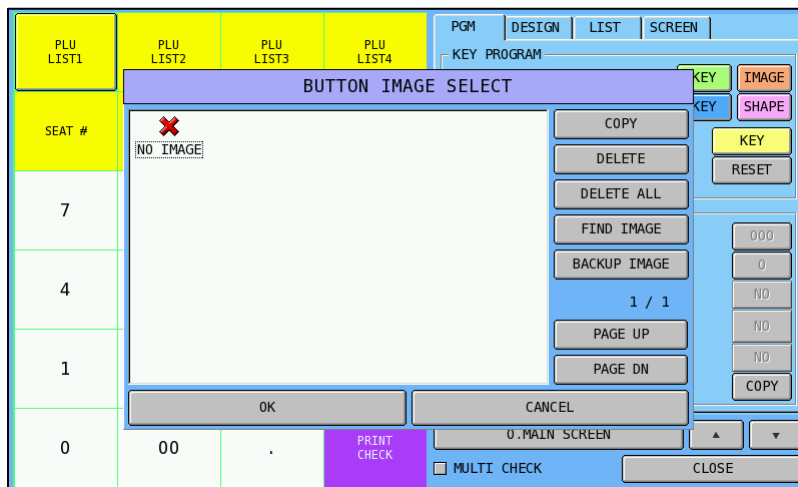 PLU
LIST1
PLU
LIST2
PLU
LIST3
PLU
LIST4
PGM
DESIGN
LIST
SCREEN
KEY PROGRAM
KEY
IMAGE
KEY
SHAPE
KEY
RESET
SEAT #
BUTTON IMAGE SELECT
NO IMAGE
COPY
DELETE
DELETE ALL
FIND IMAGE
BACKUP IMAGE
1 / 1
PAGE UP
PAGE DN
OK
CANCEL
7
4
1
0
00
.
PRINT
CHECK
000
0
NO
NO
NO
COPY
0.MAIN SCREEN
▲
▼
MULTI CHECK
CLOSE